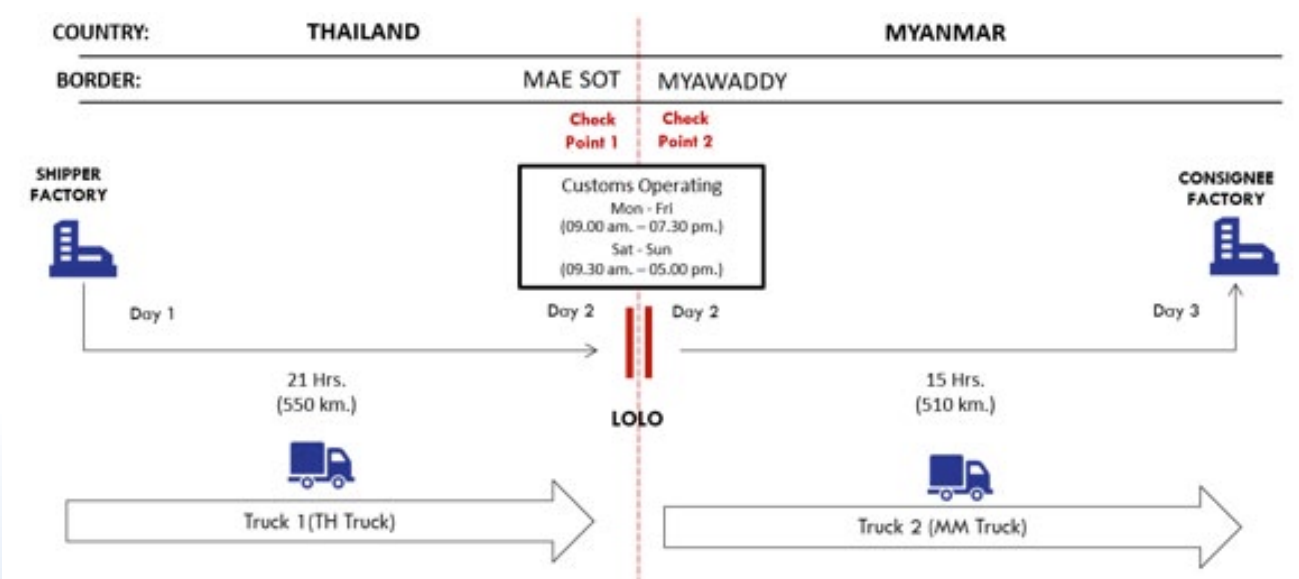 COUNTRY: THAILAND MYANMAR
BORDER: MAE SOT MYAWADDY
Check
Point 1
Check
Point 2
SHIPPER
FACTORY
Customs Operating
Mon - Fri
(09.00 am. – 07.30 pm.)
Sat - Sun
(09.30 am. – 05.00 pm.)
CONSIGNEE
FACTORY
Day 1
Day 2
Day 2
Day 3
21 Hrs.
(550 km.)
15 Hrs.
(510 km.)
LOLO
Truck 1(TH Truck)
Truck 2 (MM Truck)